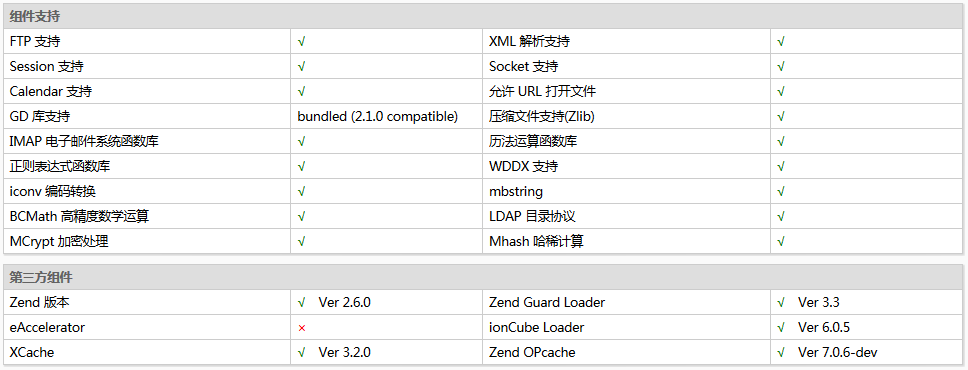 组件支持
FTP 支持 √ XML 解析支持 √
Session 支持 √ Socket 支持 √
Calendar 支持 √ 允许 URL 打开文件 √
GD 库支持 bundled (2.1.0 compatible) 压缩文件支持(Zlib) √
IMAP 电子邮件系统函数库 √ 历法运算函数库 √
正则表达式函数库 √ WDDX 支持 √
iconv 编码转换 √ mbstring √
BCMath 高精度数学运算 √ LDAP 目录协议 √
MCrypt 加密处理 √ Mhash 哈稀计算 √
第三方组件
Zend 版本 √ Ver 2.6.0 Zend Guard Loader √ Ver 3.3
eAccelerator × ionCube Loader √ Ver 6.0.5
XCache √ Ver 3.2.0 Zend OPcache √ Ver 7.0.6-dev